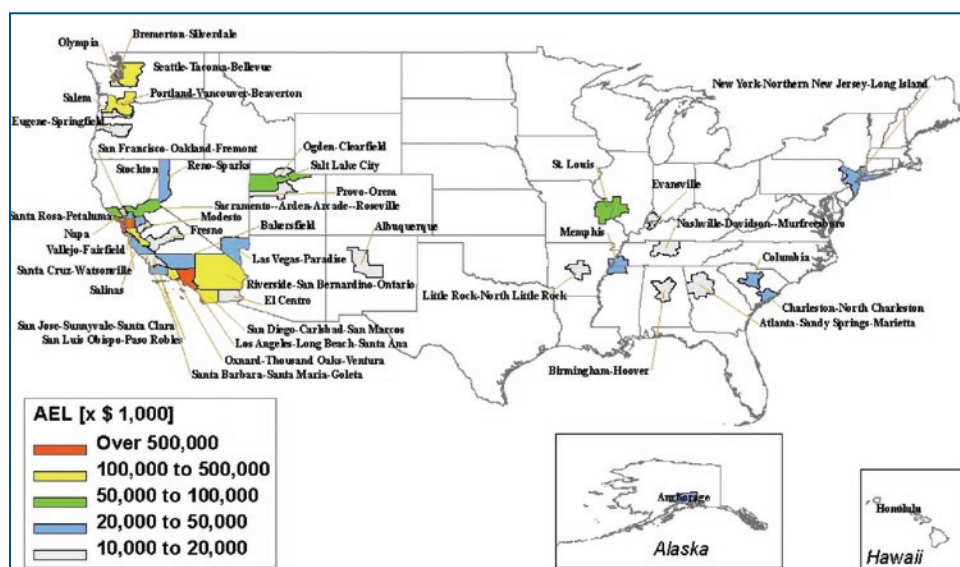 Bremerton-Silverdale
Olympia
Seattle-Tacoma-Bellevue
New York-Northern New Jersey-Long Island
Salem
Portland-Vancouver-Beaverton
Eugene-Springfield
San Francisco-Oakland-Fremont
Ogden-Clearfield
Stockton
Reno-Sparks
Salt Lake City
St. Louis
Evansville
Provo-Orem
Santa Rosa-Petaluma
Sacramento--Arden-Arcade--Roseville
Napa
Modesto
Fresno
Bakersfield
Albuquerque
Memphis
Nashville-Davidson--Murfreesboro
Vallejo-Fairfield
Las Vegas-Paradise
Columbia
Santa Cruz-Watsonville
Riverside-San Bernardino-Ontario
Little Rock-North Little Rock
Salinas
El Centro
Charleston-North Charleston
San Jose-Sunnyvale-Santa Clara
San Diego-Carlsbad-San Marcos
Atlanta-Sandy Springs-Marietta
San Luis Obispo-Paso Robles
Los Angeles-Long Beach-Santa Ana
Oxnard-Thousand Oaks-Ventura
Santa Barbara-Santa Maria-Goleta
Birmingham-Hoover
AEL [x $ 1,000]
Over 500,000
100,000 to 500,000
50,000 to 100,000
20,000 to 50,000
10,000 to 20,000
Anchorage
Alaska
Honolulu
Hawaii